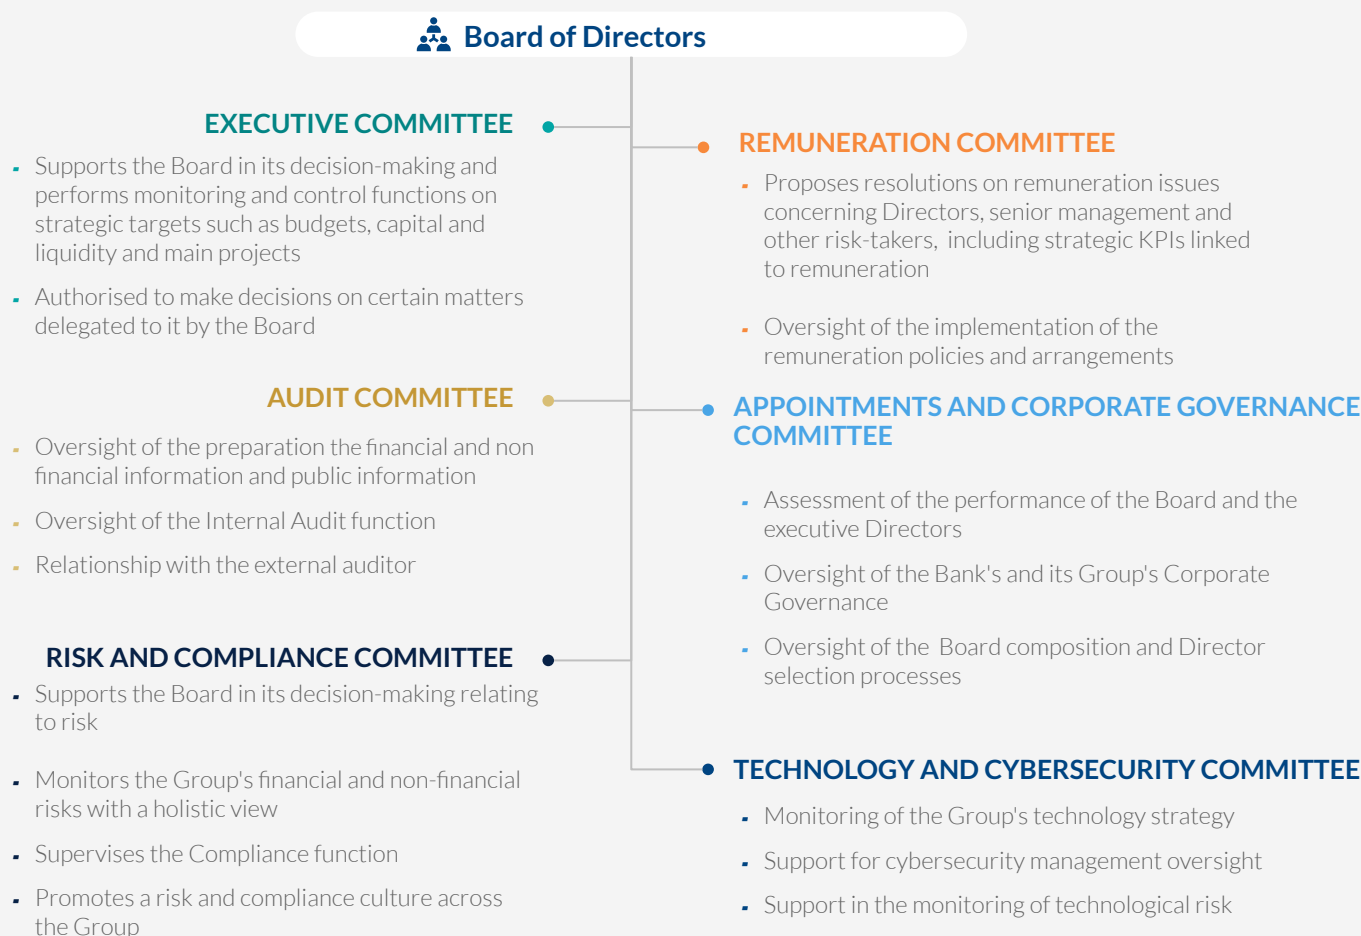 Board of Directors
EXECUTIVE COMMITTEE
Supports the Board in its decision-making and
performs monitoring and control functions on
strategic targets such as budgets, capital and
liquidity and main projects
Authorised to make decisions on certain matters
delegated to it by the Board
AUDIT COMMITTEE
Oversight of the preparation the financial and non
financial information and public information
Oversight of the Internal Audit function
Relationship with the external auditor
RISK AND COMPLIANCE COMMITTEE
Supports the Board in its decision-making relating
to risk
Monitors the Group's financial and non-financial
risks with a holistic view
Supervises the Compliance function
Promotes a risk and compliance culture across
the Group
REMUNERATION COMMITTEE
Proposes resolutions on remuneration issues
concerning Directors, senior management and
other risk-takers, including strategic KPIs linked
to remuneration
Oversight of the implementation of the
remuneration policies and arrangements
APPOINTMENTS AND CORPORATE GOVERNANCE
COMMITTEE
Assessment of the performance of the Board and the
executive Directors
Oversight of the Bank's and its Group's Corporate
Governance
Oversight of the Board composition and Director
selection processes
TECHNOLOGY AND CYBERSECURITY COMMITTEE
Monitoring of the Group's technology strategy
Support for cybersecurity management oversight
Support in the monitoring of technological risk